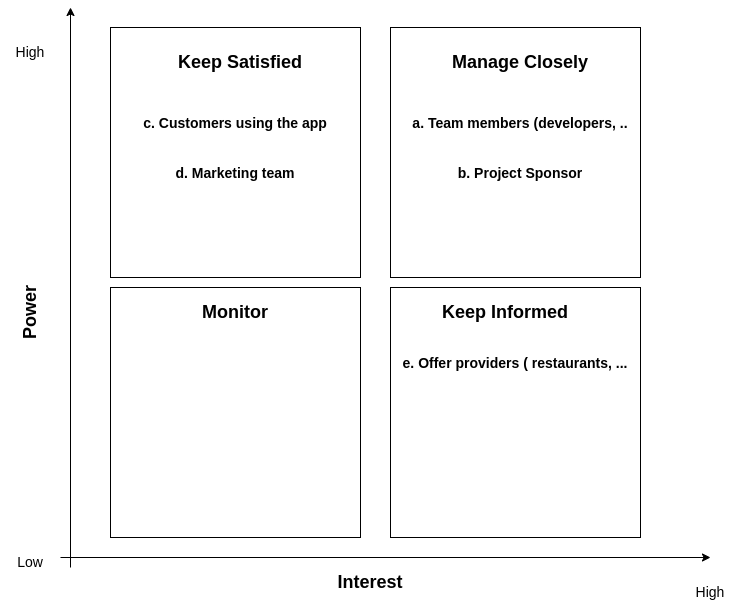 High
Keep Satisfied
c. Customers using the app
d. Marketing team
Manage Closely
a. Team members (developers, ..
b. Project Sponsor
Power
Monitor
Keep Informed
e. Offer providers ( restaurants, ...
Low
Interest
High